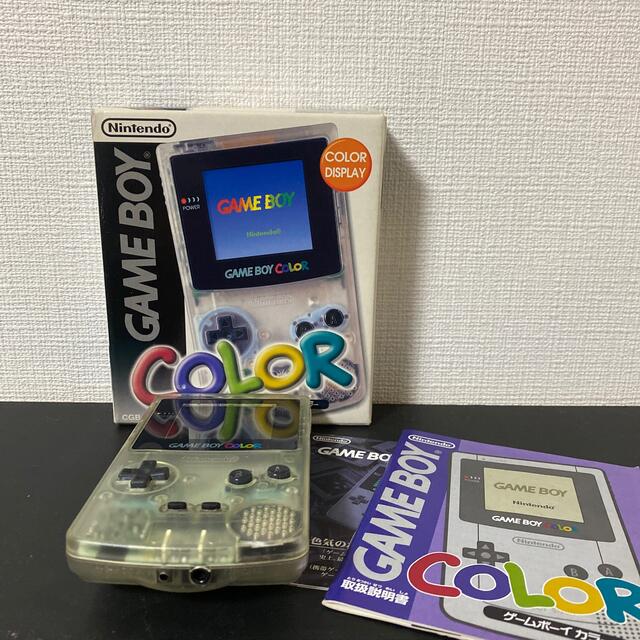 Nintendo
GAME BOY
COLOR
DISPLAY
POWER
GAME BOY
Nintendo
GAME BOY COLOR
COLOR
CGB
GAME BOY COLOR
Nintendo
GAME BOY
取扱説明書
GAME BOY
Nintendo
GAME BOY COLOR
B
A
COLOR
ゲームボーイ カラー